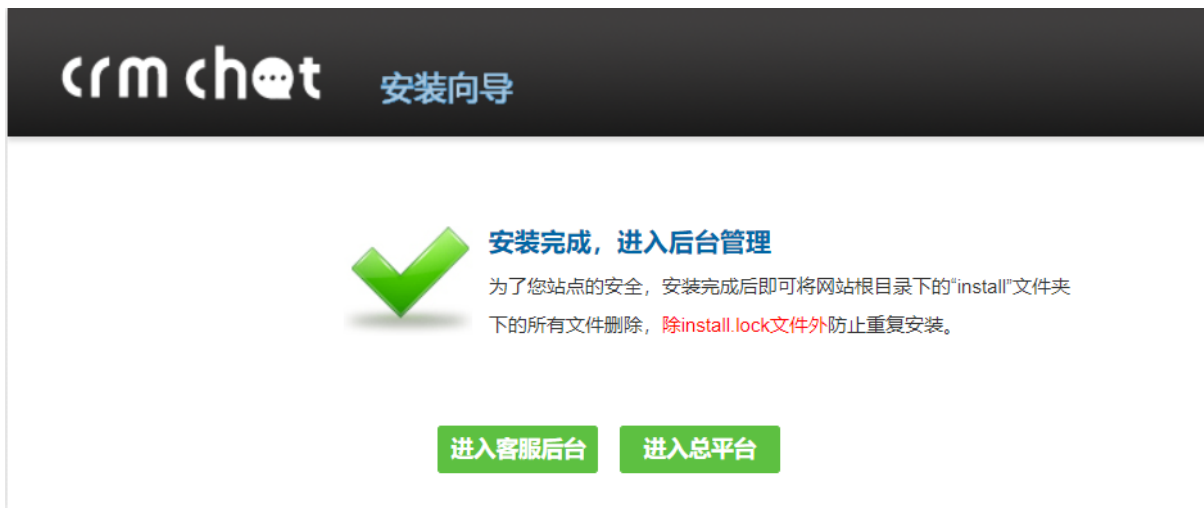 crm chat 安装向导
安装完成，进入后台管理
为了您站点的安全，安装完成后即可将网站根目录下的“install”文件夹
下的所有文件删除，除install.lock文件外防止重复安装。
进入客服后台 进入总平台